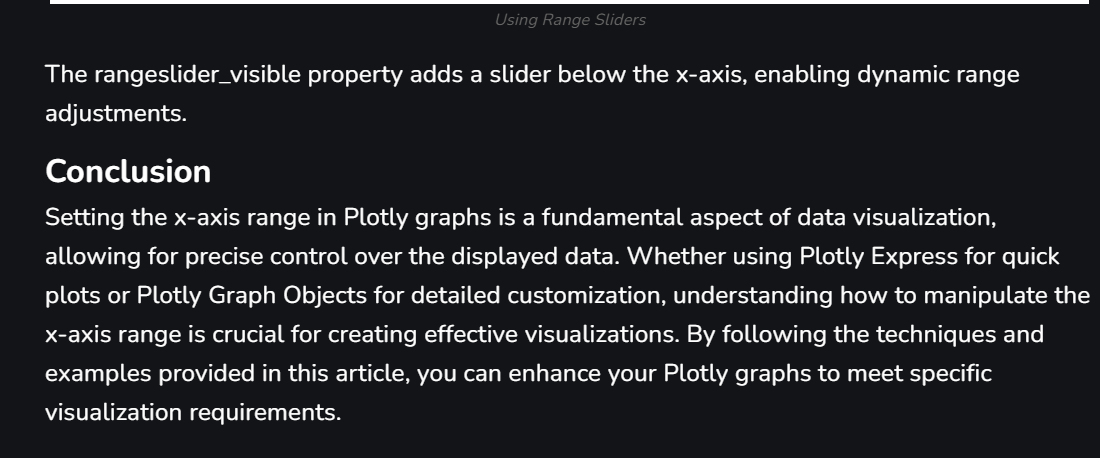 Using Range Sliders
The rangeslider_visible property adds a slider below the x-axis, enabling dynamic range
adjustments.
Conclusion
Setting the x-axis range in Plotly graphs is a fundamental aspect of data visualization,
allowing for precise control over the displayed data. Whether using Plotly Express for quick
plots or Plotly Graph Objects for detailed customization, understanding how to manipulate the
x-axis range is crucial for creating effective visualizations. By following the techniques and
examples provided in this article, you can enhance your Plotly graphs to meet specific
visualization requirements.